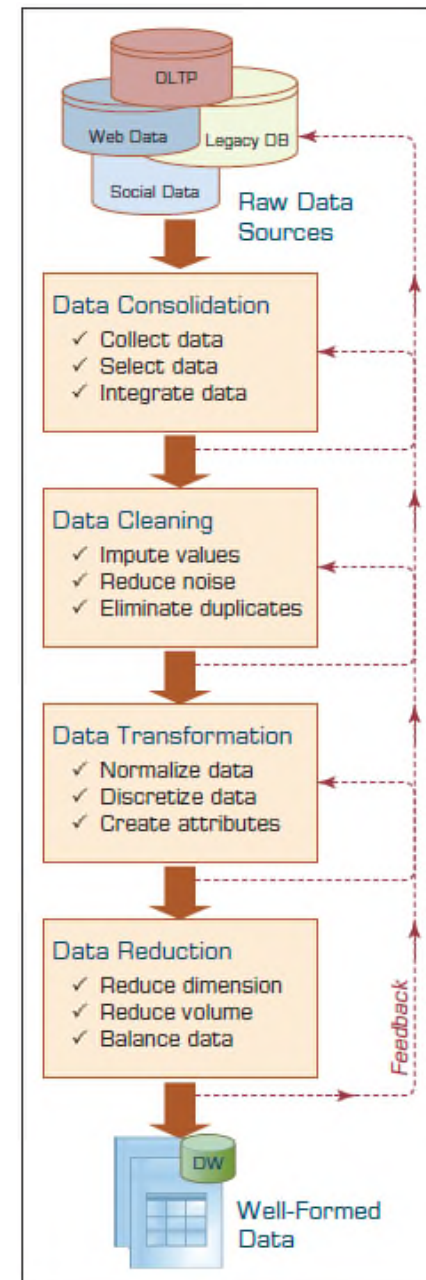 OLTP
Web Data
Legacy DB
Social Data
Raw Data
Sources
Data Consolidation
✓ Collect data
✓ Select data
✓ Integrate data
Data Cleaning
✓ Impute values
✓ Reduce noise
✓ Eliminate duplicates
Data Transformation
✓ Normalize data
✓ Discretize data
✓ Create attributes
Data Reduction
✓ Reduce dimension
✓ Reduce volume
✓ Balance data
Feedback
DW
Well-Formed
Data